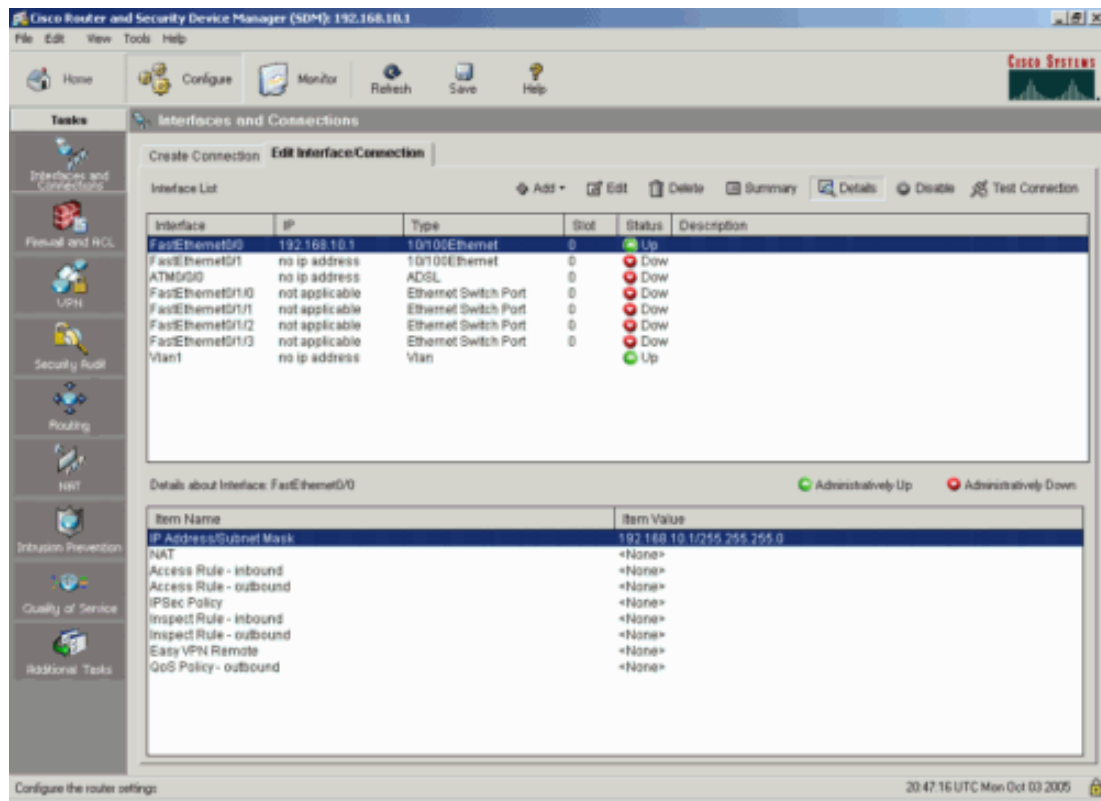 Cisco Router and Security Device Manager (SDM): 192.168.10.1
File Edit View Tools Help
Home Configure Monitor Refresh Save Help
CISCO SYSTEMS
Tasks
Interfaces and Connections
Interfaces and Connections
Firewall and ACL
VPN
Security Audit
Routing
NAT
Intrusion Prevention
Quality of Service
Additional Tasks
Create Connection Edit Interface/Connection
Interface List Add Edit Delete Summary Details Disable Test Connection
Interface IP Type Slot Status Description
FastEthernet0/0 192.168.10.1 10/100Ethernet 0 Up
FastEthernet0/1 no ip address 10/100Ethernet 0 Dow
ATM0/0/0 no ip address ADSL 0 Dow
FastEthernet0/1/0 not applicable Ethernet Switch Port 0 Dow
FastEthernet0/1/1 not applicable Ethernet Switch Port 0 Dow
FastEthernet0/1/2 not applicable Ethernet Switch Port 0 Dow
FastEthernet0/1/3 not applicable Ethernet Switch Port 0 Dow
Vlan1 no ip address Vlan Up
Details about Interface: FastEthernet0/0 Administratively Up Administratively Down
Item Name Item Value
IP Address/Subnet Mask 192.168.10.1/255.255.255.0
NAT <None>
Access Rule - inbound <None>
Access Rule - outbound <None>
IPSec Policy <None>
Inspect Rule - inbound <None>
Inspect Rule - outbound <None>
Easy VPN Remote <None>
QoS Policy - outbound <None>
Configure the router settings 20:47:16 UTC Mon Oct 03 2005